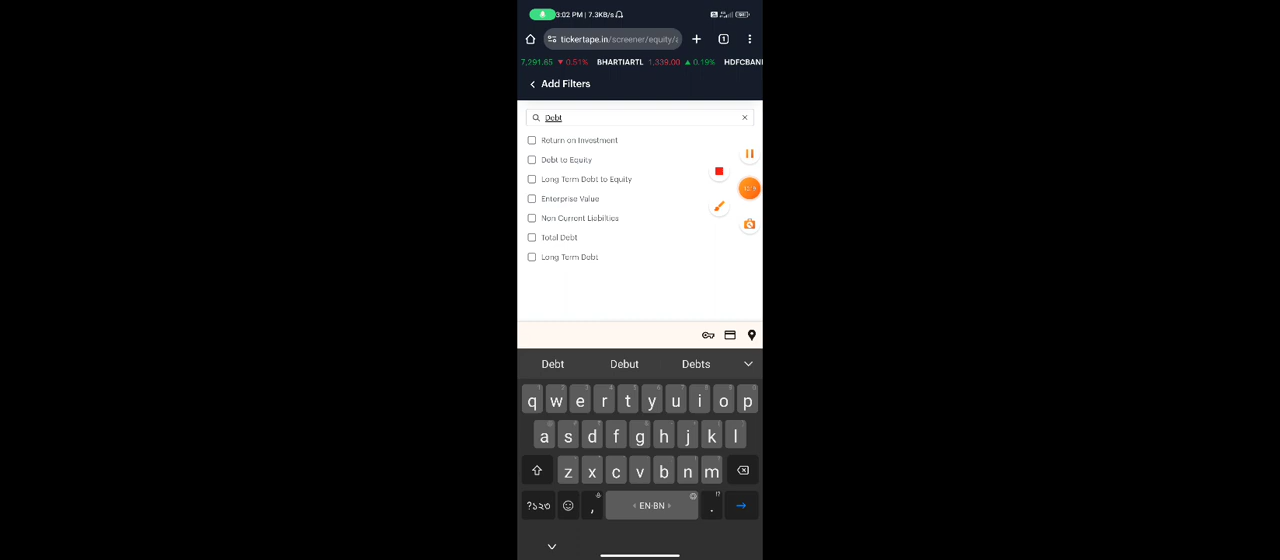 3:02 PM | 7.3KB/s
tickertape.in/screener/equity/
1
7,291.65 ▼ 0.51% BHARTIARTL 1,339.00 ▲ 0.19% HDFCBAN
Add Filters
Debt
Return on Investment
Debt to Equity
Long Term Debt to Equity
Enterprise Value
Non Current Liabilities
Total Debt
Long Term Debt
Debt Debut Debts
q w e r t y u i o p
a s d f g h j k l
z x c v b n m
?১২৩ , EN·BN .